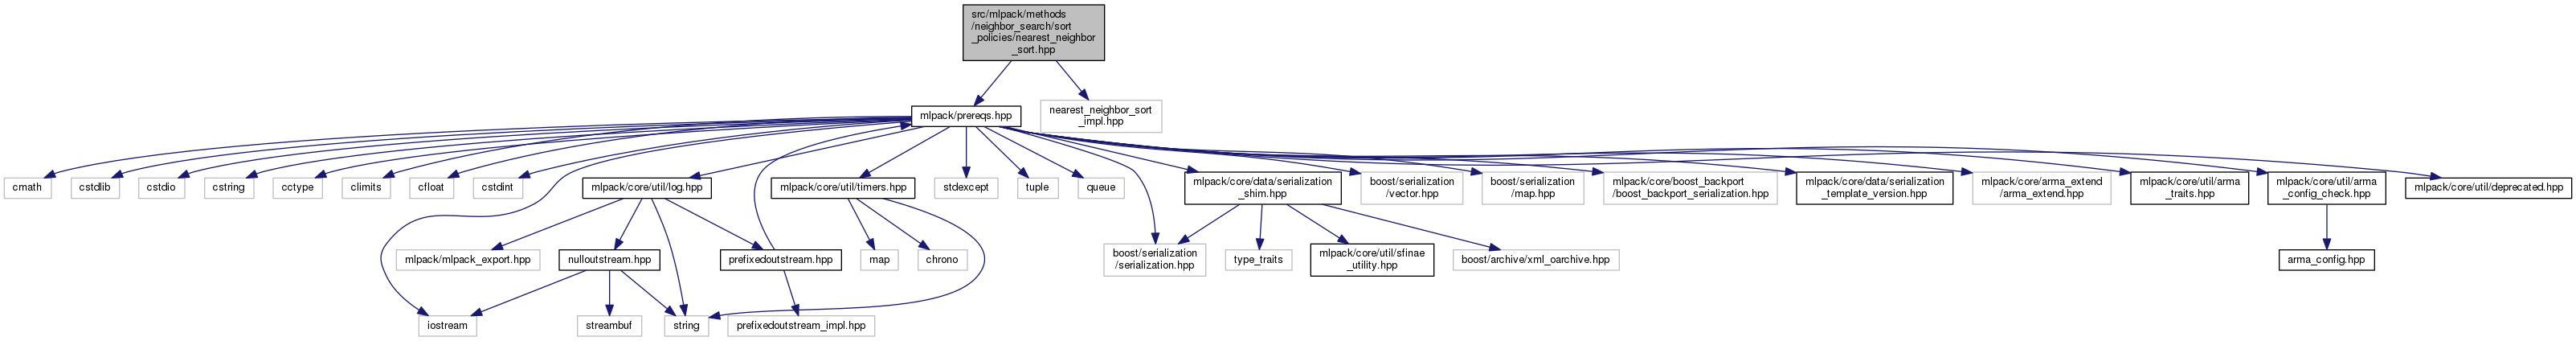 src/mlpack/methods
/neighbor_search/sort
_policies/nearest_neighbor
_sort.hpp
mlpack/prereqs.hpp
nearest_neighbor_sort
_impl.hpp
cmath
cstdlib
cstdio
cstring
cctype
climits
cfloat
cstdint
mlpack/core/util/log.hpp
mlpack/core/util/timers.hpp
stdexcept
tuple
queue
mlpack/core/data/serialization
_shim.hpp
boost/serialization
/vector.hpp
boost/serialization
/map.hpp
mlpack/core/boost_backport
/boost_backport_serialization.hpp
mlpack/core/data/serialization
_template_version.hpp
mlpack/core/arma_extend
/arma_extend.hpp
mlpack/core/util/arma
_traits.hpp
mlpack/core/util/arma
_config_check.hpp
mlpack/core/util/deprecated.hpp
mlpack/mlpack_export.hpp
nulloutstream.hpp
prefixedoutstream.hpp
map
chrono
boost/serialization
/serialization.hpp
type_traits
mlpack/core/util/sfinae
_utility.hpp
boost/archive/xml_oarchive.hpp
arma_config.hpp
iostream
streambuf
string
prefixedoutstream_impl.hpp